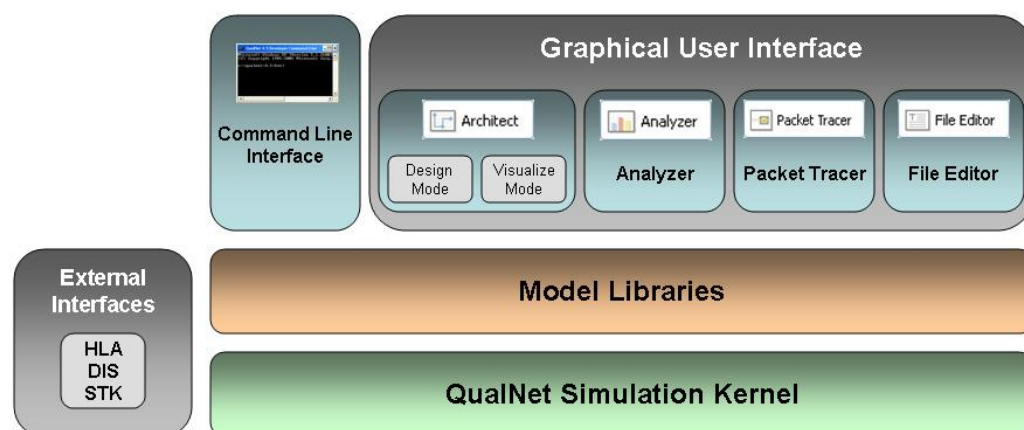 Graphical User Interface
Command Line
Interface
Architect
Design
Mode
Visualize
Mode
Analyzer
Analyzer
Packet Tracer
Packet Tracer
File Editor
File Editor
External
Interfaces
HLA
DIS
STK
Model Libraries
QualNet Simulation Kernel